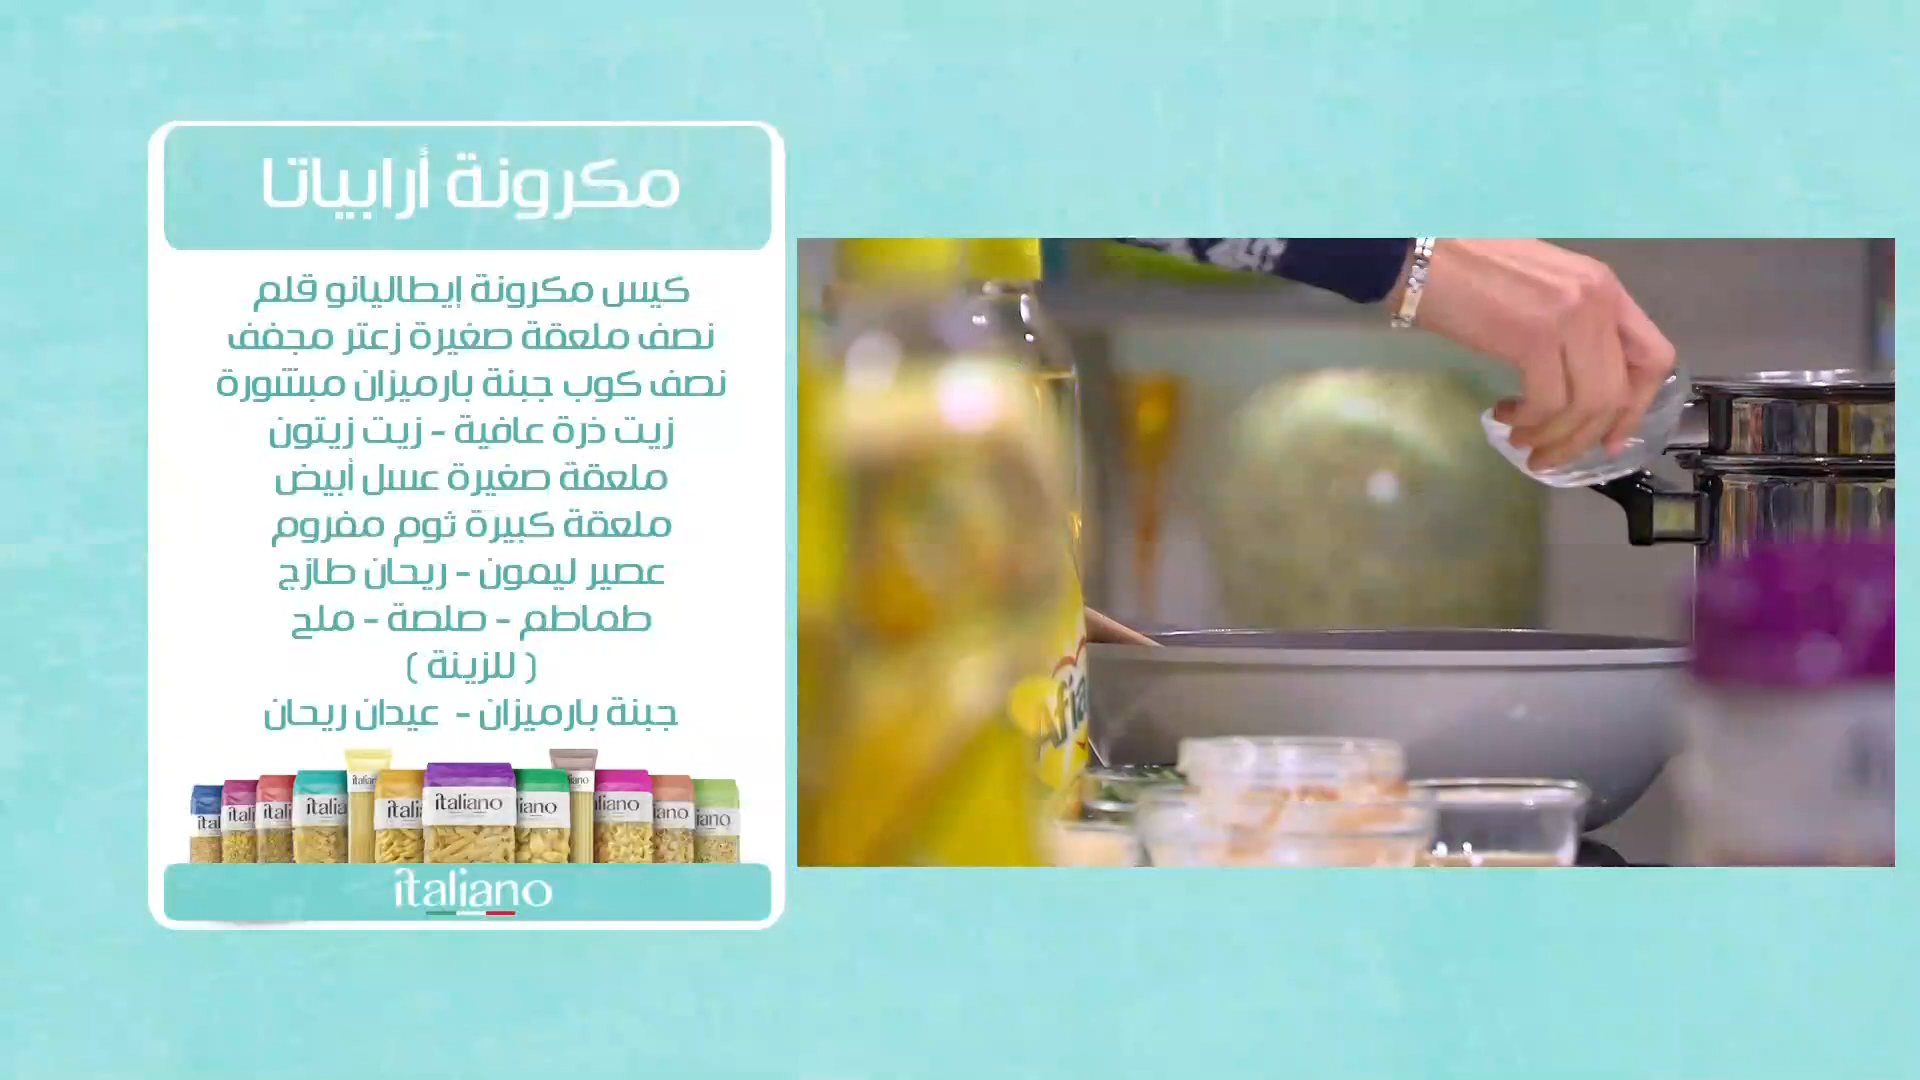 مكرونة أرابياتا
كيس مكرونة إيطاليانو قلم
نصف ملعقة صغيرة زعتر مجفف
نصف كوب جبنة بارميزان مبشورة
زيت ذرة عافية - زيت زيتون
ملعقة صغيرة عسل أبيض
ملعقة كبيرة ثوم مفروم
عصير ليمون - ريحان طازج
طماطم - صلصة - ملح
( للزينة )
جبنة بارميزان - عيدان ريحان
italiano
italiano
Afia